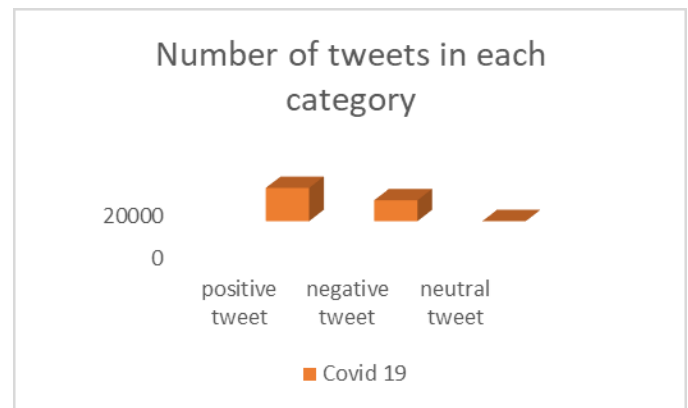 Number of tweets in each
category
20000
0
positive negative neutral
tweet tweet tweet
Covid 19